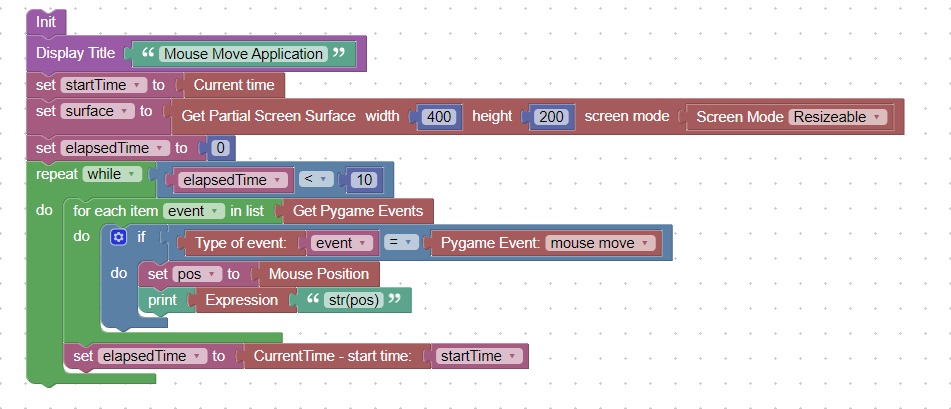 Init
Display Title “ Mouse Move Application ”
set startTime to Current time
set surface to Get Partial Screen Surface width 400 height 200 screen mode Screen Mode Resizeable
set elapsedTime to 0
repeat while elapsedTime < 10
do for each item event in list Get Pygame Events
do if Type of event: event = Pygame Event: mouse move
do set pos to Mouse Position
print Expression “ str(pos) ”
set elapsedTime to CurrentTime - start time: startTime